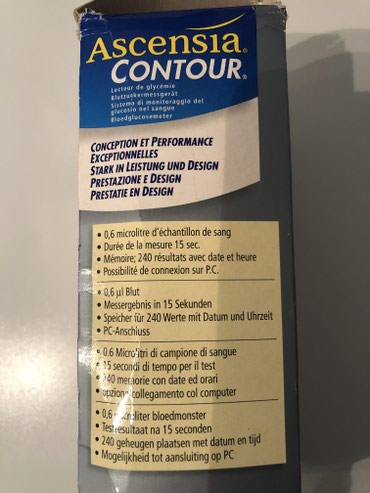 Ascensia®
CONTOUR®
Lecteur de glycémie
Blutzuckermessgerät
Sistema di monitoraggio del
glucosio nel sangue
Bloedglucosemeter
CONCEPTION ET PERFORMANCE
EXCEPTIONNELLES
STARK IN LEISTUNG UND DESIGN
PRESTAZIONE E DESIGN
PRESTATIE EN DESIGN
• 0,6 microlitre d'échantillon de sang
• Durée de la mesure 15 sec.
• Mémoire; 240 résultats avec date et heure
• Possibilité de connexion sur P.C.
• 0,6 µl Blut
• Messergebnis in 15 Sekunden
• Speicher für 240 Werte mit Datum und Uhrzeit
• PC-Anschluss
• 0.6 Microlitri di campione di sangue
• 15 secondi di tempo per il test
• 240 memorie con date ed orari
• opzione collegamento col computer
• 0,6 microliter bloedmonster
• Testresultaat na 15 seconden
• 240 geheugen plaatsen met datum en tijd
• Mogelijkheid tot aansluiting op PC